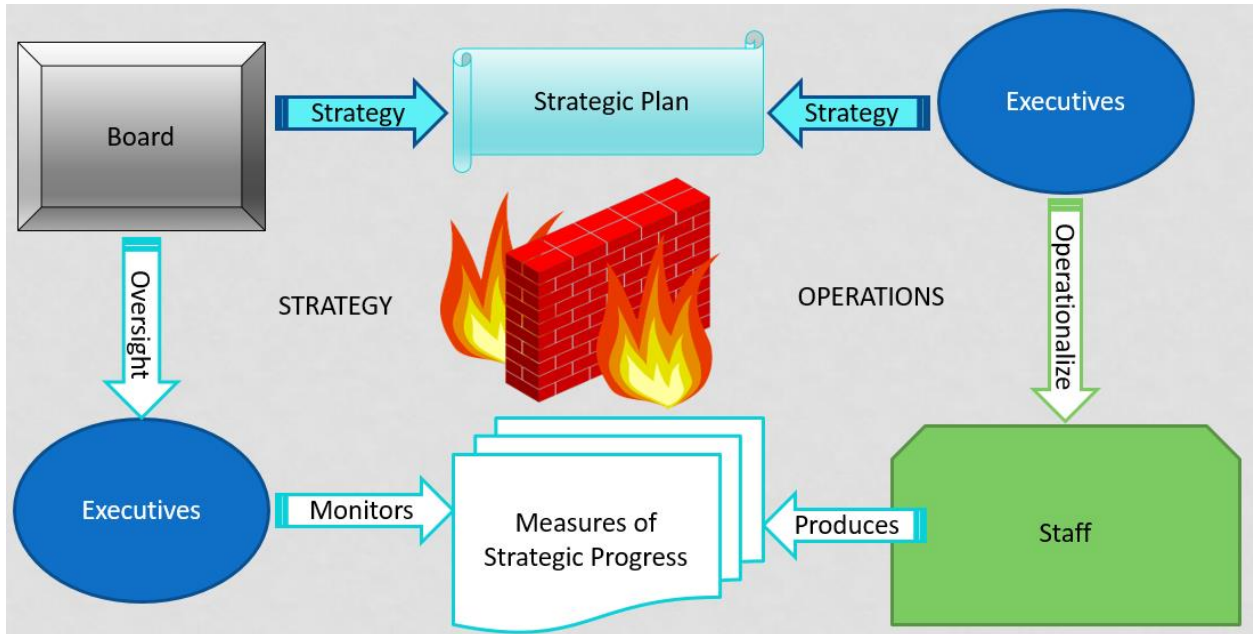 Board
Strategy
Strategic Plan
Strategy
Executives
Oversight
STRATEGY
OPERATIONS
Operationalize
Executives
Monitors
Measures of
Strategic Progress
Produces
Staff